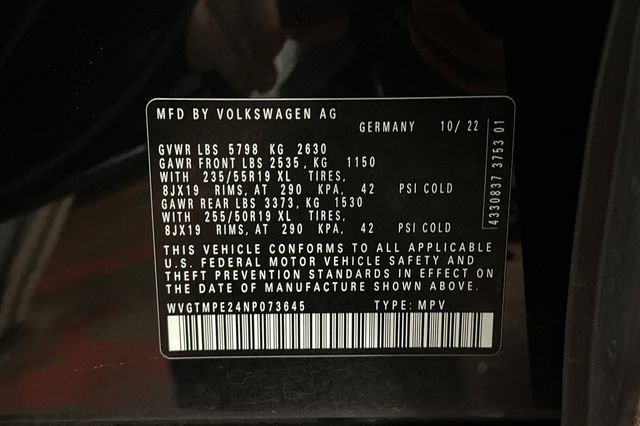 MFD BY VOLKSWAGEN AG
GERMANY 10/ 22
GVWR LBS 5798 KG 2630
GAWR FRONT LBS 2535, KG 1150
WITH 235/55R19 XL TIRES,
8JX19 RIMS, AT 290 KPA, 42 PSI COLD
GAWR REAR LBS 3373, KG 1530
WITH 255/50R19 XL TIRES,
8JX19 RIMS, AT 290 KPA, 42 PSI COLD
THIS VEHICLE CONFORMS TO ALL APPLICABLE
U.S. FEDERAL MOTOR VEHICLE SAFETY AND
THEFT PREVENTION STANDARDS IN EFFECT ON
THE DATE OF MANUFACTURE SHOWN ABOVE.
WVGTMPE24NP073645 TYPE: MPV
4330837 3753 01